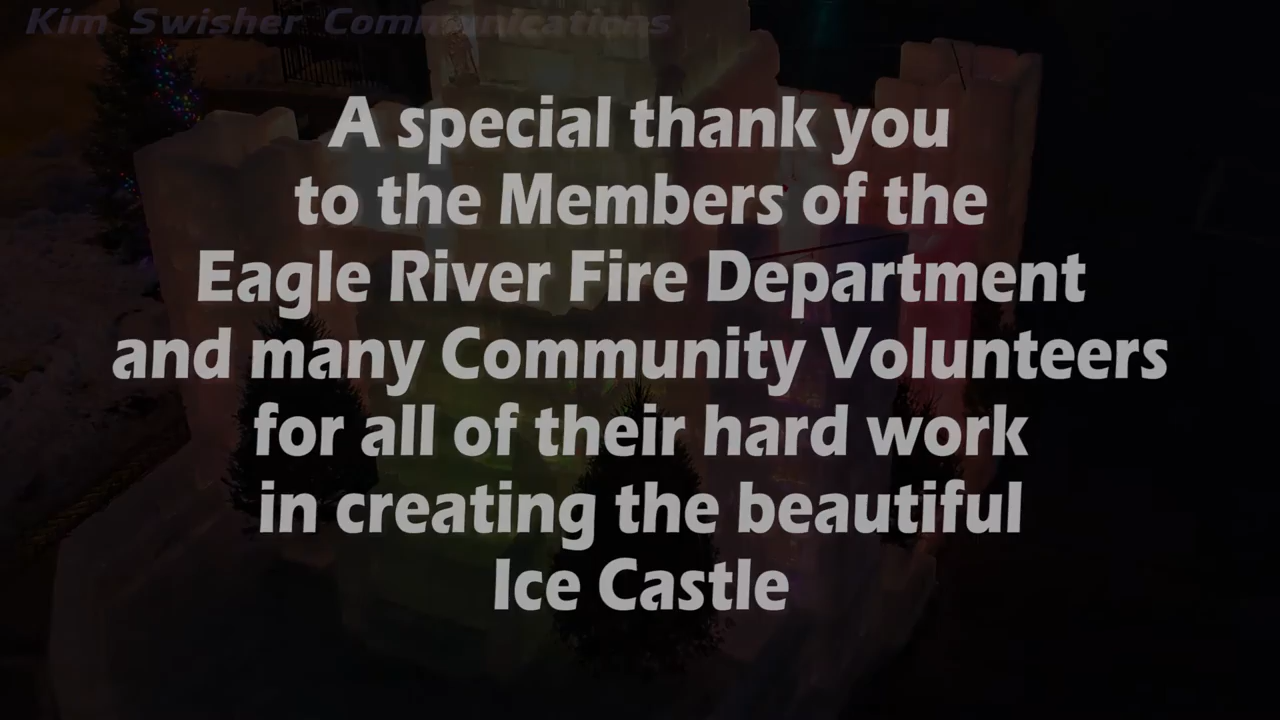 Kim Swisher Communications
A special thank you
to the Members of the
Eagle River Fire Department
and many Community Volunteers
for all of their hard work
in creating the beautiful
Ice Castle